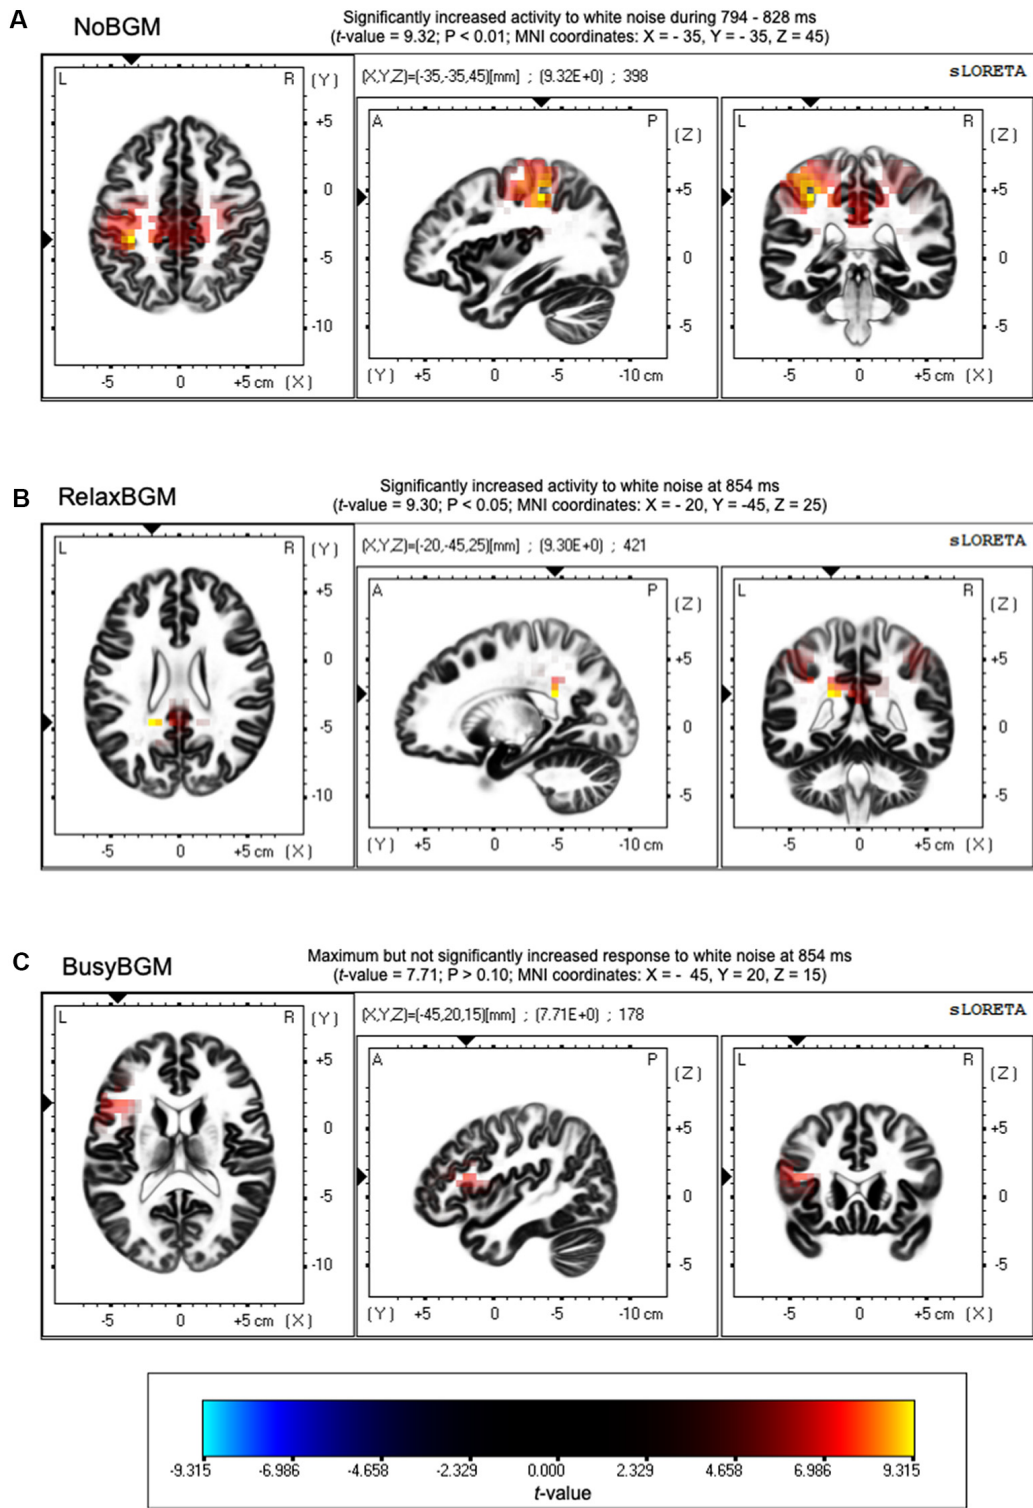 A
NoBGM
Significantly increased activity to white noise during 794 - 828 ms
(t-value = 9.32; P < 0.01; MNI coordinates: X = - 35, Y = - 35, Z = 45)
L R (Y)
(X,Y,Z)=(-35,-35,45)[mm] ; (9.32E+0) ; 398
sLORETA
A P (Z)
L R (Z)
+5
0
-5
-10
-5 0 +5 cm (X)
+5
0
-5
(Y) +5 0 -5 -10 cm
+5
0
-5
-5 0 +5 cm (X)
B
RelaxBGM
Significantly increased activity to white noise at 854 ms
(t-value = 9.30; P < 0.05; MNI coordinates: X = - 20, Y = -45, Z = 25)
L R (Y)
(X,Y,Z)=(-20,-45,25)[mm] ; (9.30E+0) ; 421
sLORETA
A P (Z)
L R (Z)
+5
0
-5
-10
-5 0 +5 cm (X)
+5
0
-5
(Y) +5 0 -5 -10 cm
+5
0
-5
-5 0 +5 cm (X)
C
BusyBGM
Maximum but not significantly increased response to white noise at 854 ms
(t-value = 7.71; P > 0.10; MNI coordinates: X = - 45, Y = 20, Z = 15)
L R (Y)
(X,Y,Z)=(-45,20,15)[mm] ; (7.71E+0) ; 178
sLORETA
A P (Z)
L R (Z)
+5
0
-5
-10
-5 0 +5 cm (X)
+5
0
-5
(Y) +5 0 -5 -10 cm
+5
0
-5
-5 0 +5 cm (X)
-9.315 -6.986 -4.658 -2.329 0.000 2.329 4.658 6.986 9.315
t-value